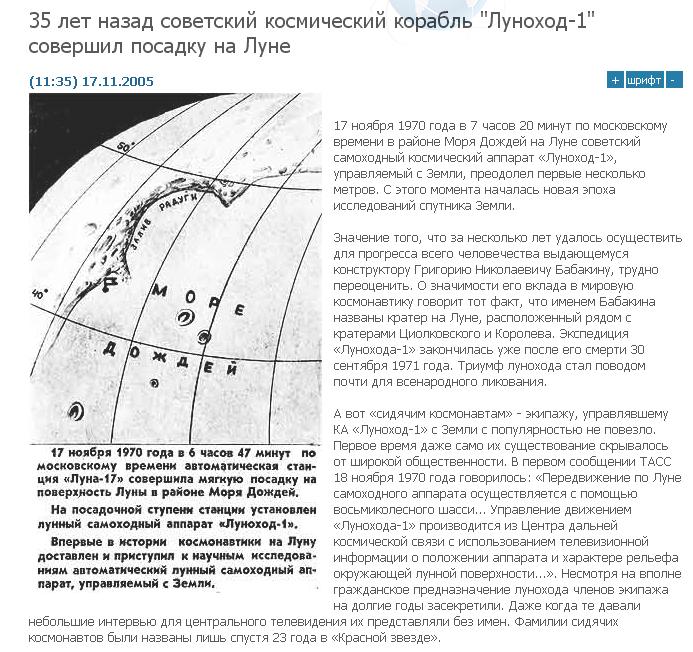 35 лет назад советский космический корабль "Луноход-1"
совершил посадку на Луне
(11:35) 17.11.2005
+ шрифт -
50°
ЗАЛИВ РАДУГИ
40°
МОРЕ
ДОЖДЕЙ
17 ноября 1970 года в 6 часов 47 минут по
московскому времени автоматическая стан-
ция «Луна-17» совершила мягкую посадку на
поверхность Луны в районе Моря Дождей.
На посадочной ступени станции установлен
лунный самоходный аппарат «Луноход-1».
Впервые в истории космонавтики на Луну
доставлен и приступил к научным исследова-
ниям автоматический лунный самоходный ап-
парат, управляемый с Земли.
17 ноября 1970 года в 7 часов 20 минут по московскому
времени в районе Моря Дождей на Луне советский
самоходный космический аппарат «Луноход-1»,
управляемый с Земли, преодолел первые несколько
метров. С этого момента началась новая эпоха
исследований спутника Земли.
Значение того, что за несколько лет удалось осуществить
для прогресса всего человечества выдающемуся
конструктору Григорию Николаевичу Бабакину, трудно
переоценить. О значимости его вклада в мировую
космонавтику говорит тот факт, что именем Бабакина
названы кратер на Луне, расположенный рядом с
кратерами Циолковского и Королева. Экспедиция
«Лунохода-1» закончилась уже после его смерти 30
сентября 1971 года. Триумф лунохода стал поводом
почти для всенародного ликования.
А вот «сидячим космонавтам» - экипажу, управлявшему
КА «Луноход-1» с Земли с популярностью не повезло.
Первое время даже само их существование скрывалось
от широкой общественности. В первом сообщении ТАСС
18 ноября 1970 года говорилось: «Передвижение по Луне
самоходного аппарата осуществляется с помощью
восьмиколесного шасси... Управление движением
«Лунохода-1» производится из Центра дальней
космической связи с использованием телевизионной
информации о положении аппарата и характере рельефа
окружающей лунной поверхности...». Несмотря на вполне
гражданское предназначение лунохода членов экипажа
на долгие годы засекретили. Даже когда те давали
небольшие интервью для центрального телевидения их представляли без имен. Фамилии сидячих
космонавтов были названы лишь спустя 23 года в «Красной звезде».